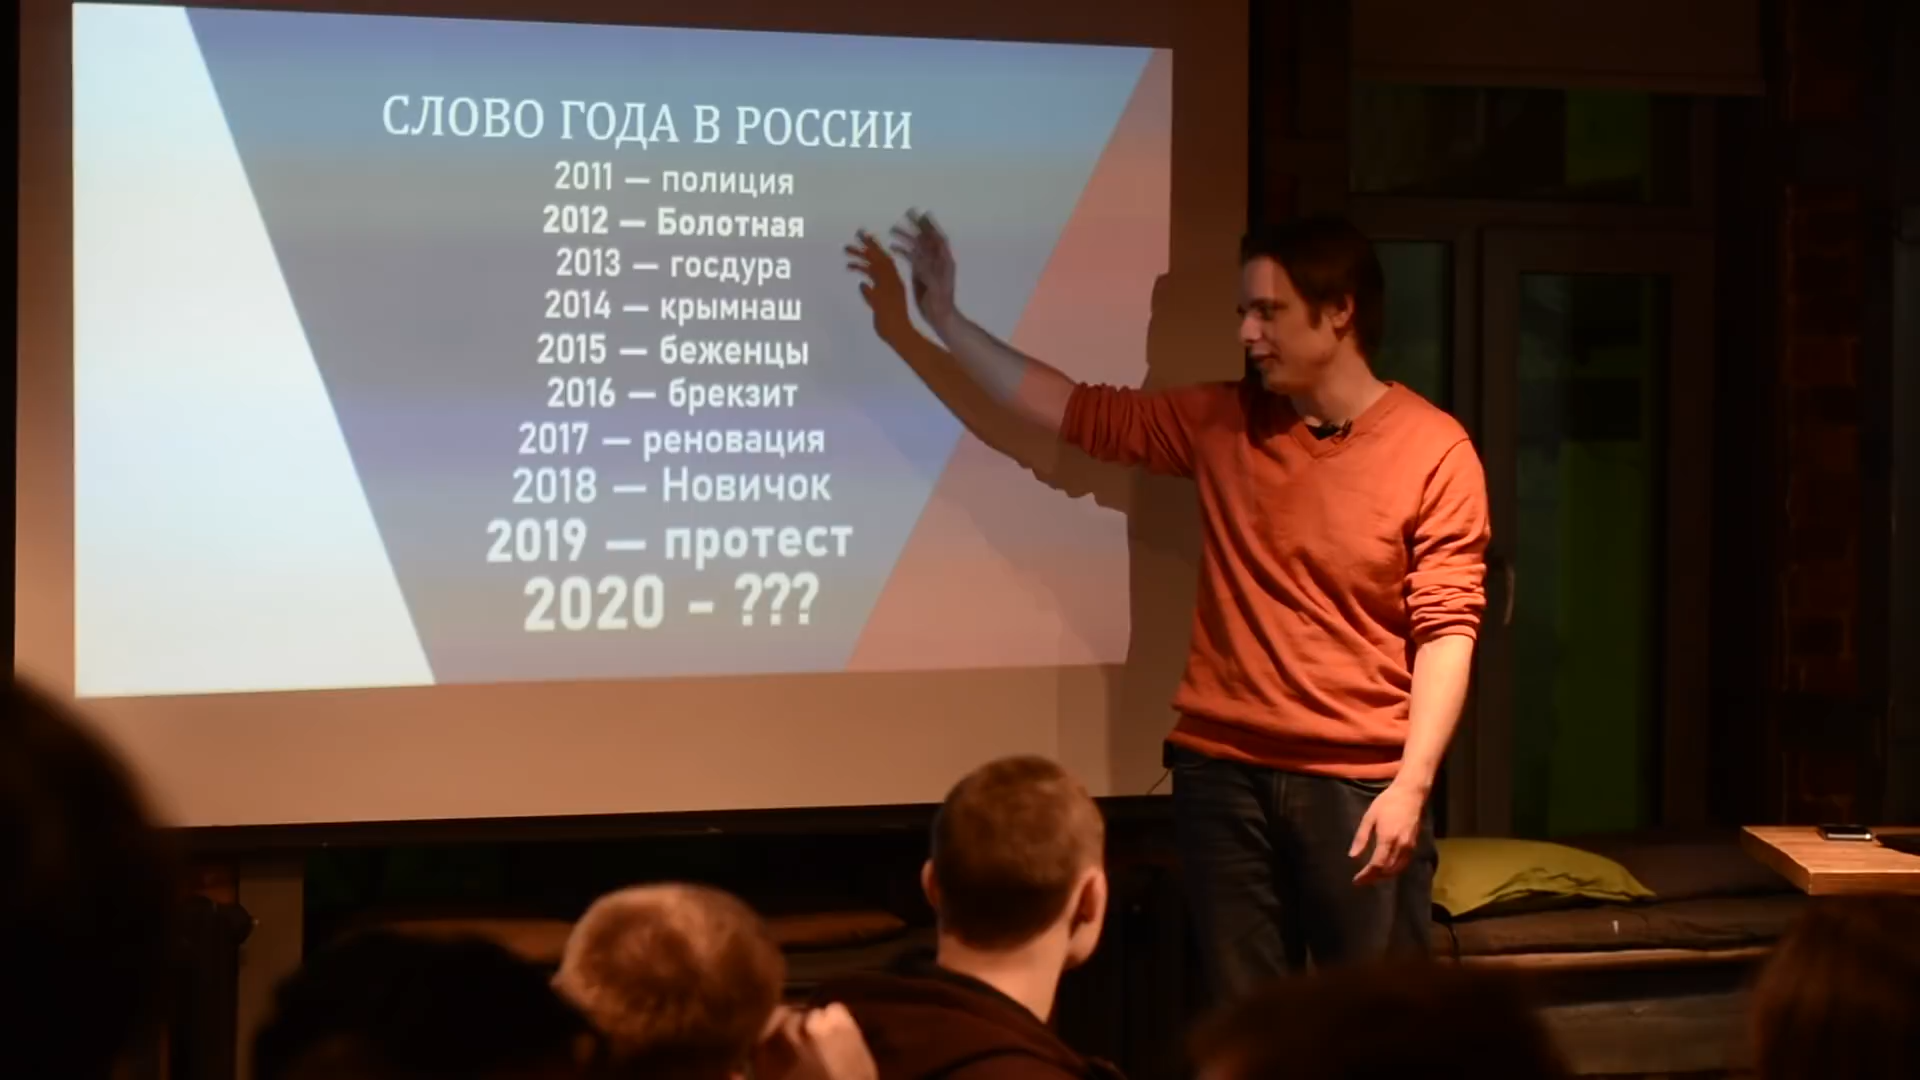 СЛОВО ГОДА В РОССИИ
2011 — полиция
2012 — Болотная
2013 — госдура
2014 — крымнаш
2015 — беженцы
2016 — брекзит
2017 — реновация
2018 — Новичок
2019 — протест
2020 - ???